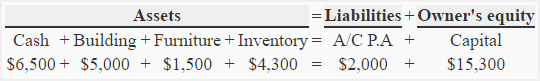 Assets = Liabilities + Owner's equity
Cash + Building + Furniture + Inventory = A/C P.A + Capital
$6,500 + $5,000 + $1,500 + $4,300 = $2,000 + $15,300